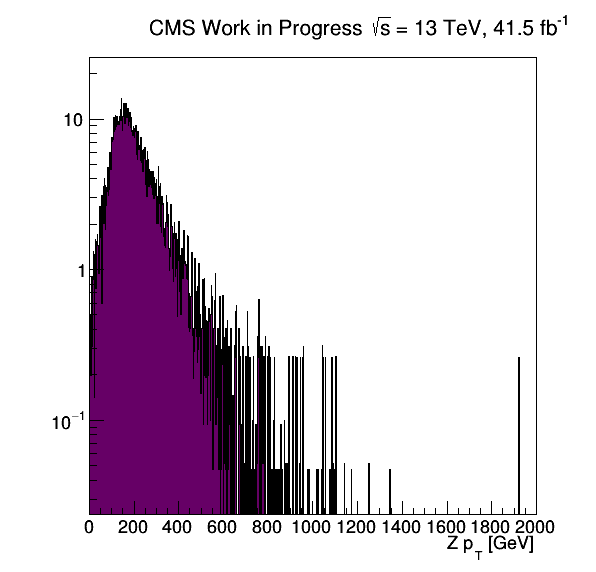 CMS Work in Progress √s = 13 TeV, 41.5 fb⁻¹
10
1
10⁻¹
0 200 400 600 800 1000 1200 1400 1600 1800 2000
Z p_T [GeV]